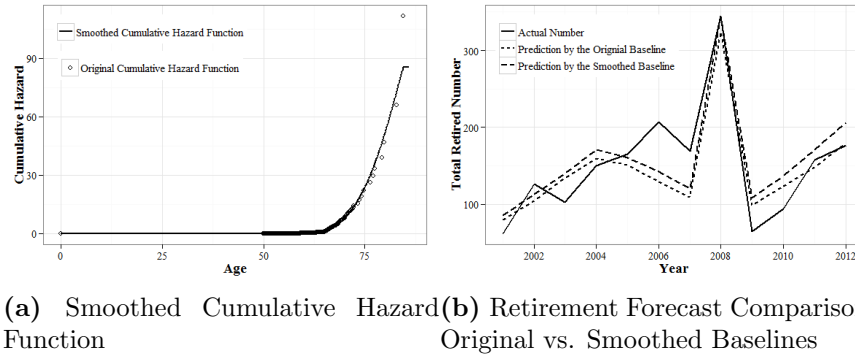 Cumulative Hazard
90
60
30
0
Smoothed Cumulative Hazard Function
Original Cumulative Hazard Function
0
25
50
75
Age
Total Retired Number
300
200
100
Actual Number
Prediction by the Orignial Baseline
Prediction by the Smoothed Baseline
2002
2004
2006
2008
2010
2012
Year
(a) Smoothed Cumulative Hazard
Function
(b) Retirement Forecast Compariso
Original vs. Smoothed Baselines